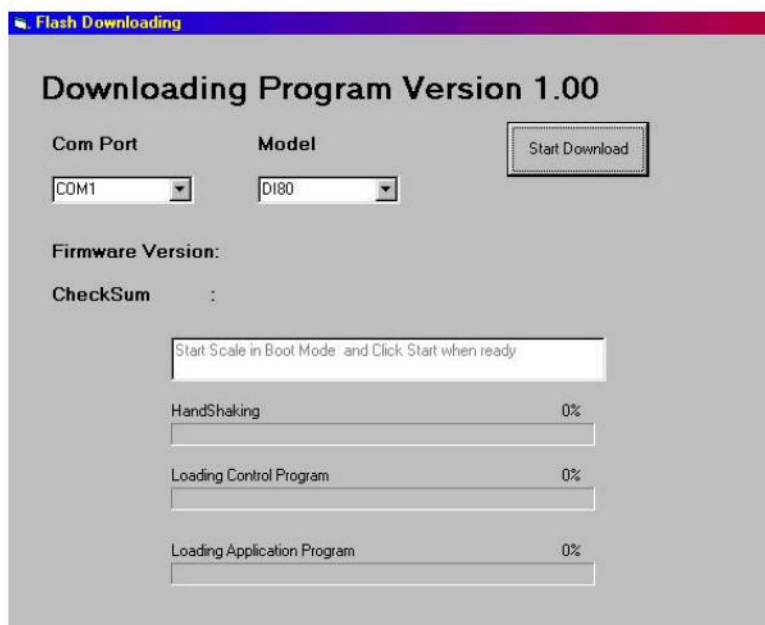 Flash Downloading
Downloading Program Version 1.00
Com Port Model
Start Download
COM1 DI80
Firmware Version:
CheckSum :
Start Scale in Boot Mode and Click Start when ready
HandShaking 0%
Loading Control Program 0%
Loading Application Program 0%